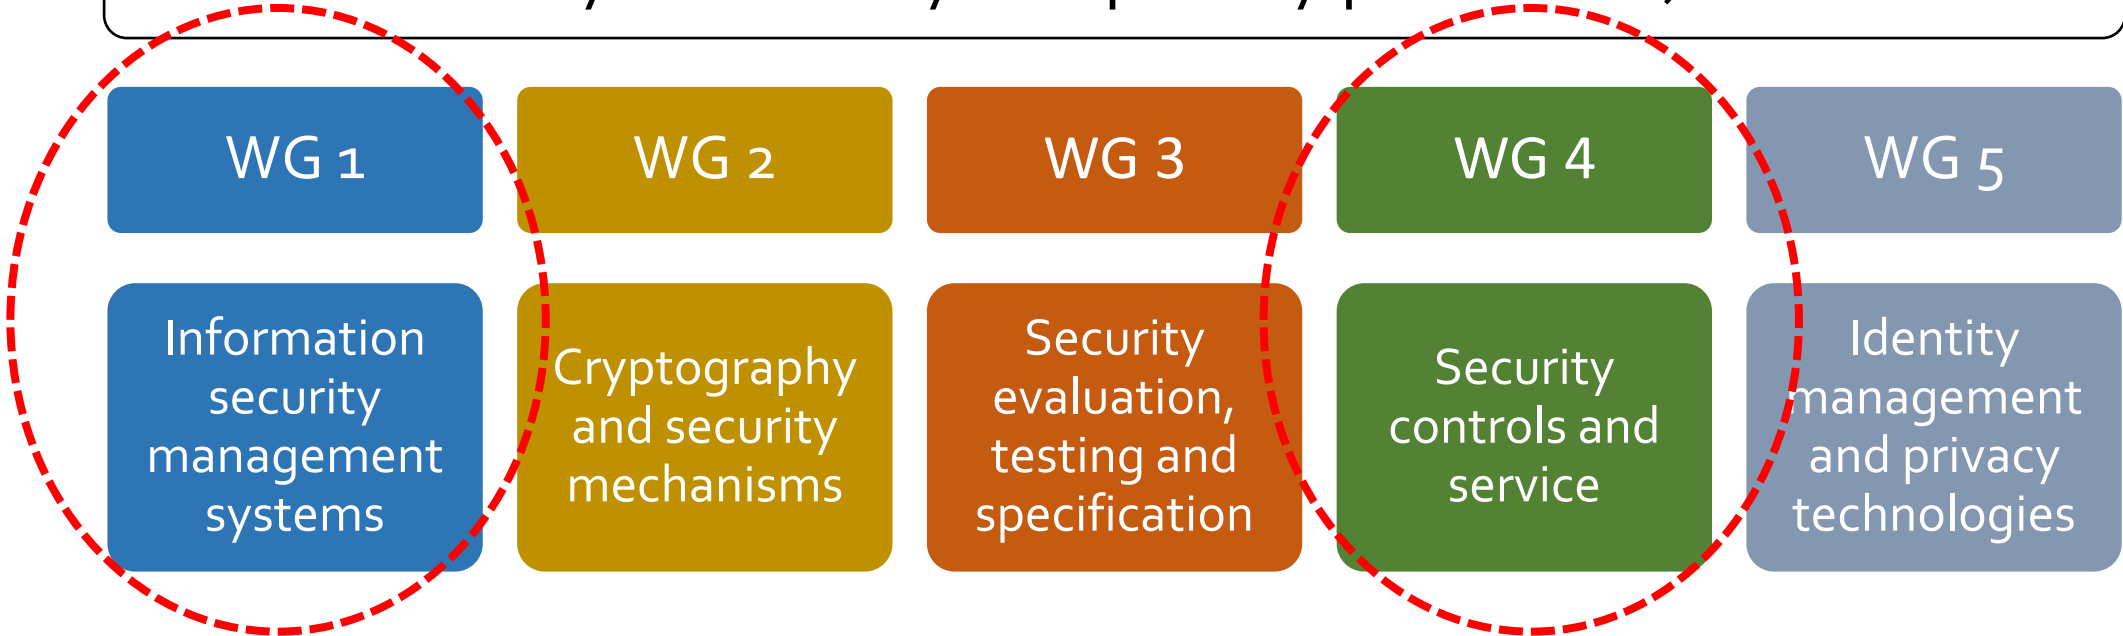 WG 1
WG 2
WG 3
WG 4
WG 5
Information
security
management
systems
Cryptography
and security
mechanisms
Security
evaluation,
testing and
specification
Security
controls and
service
Identity
management
and privacy
technologies